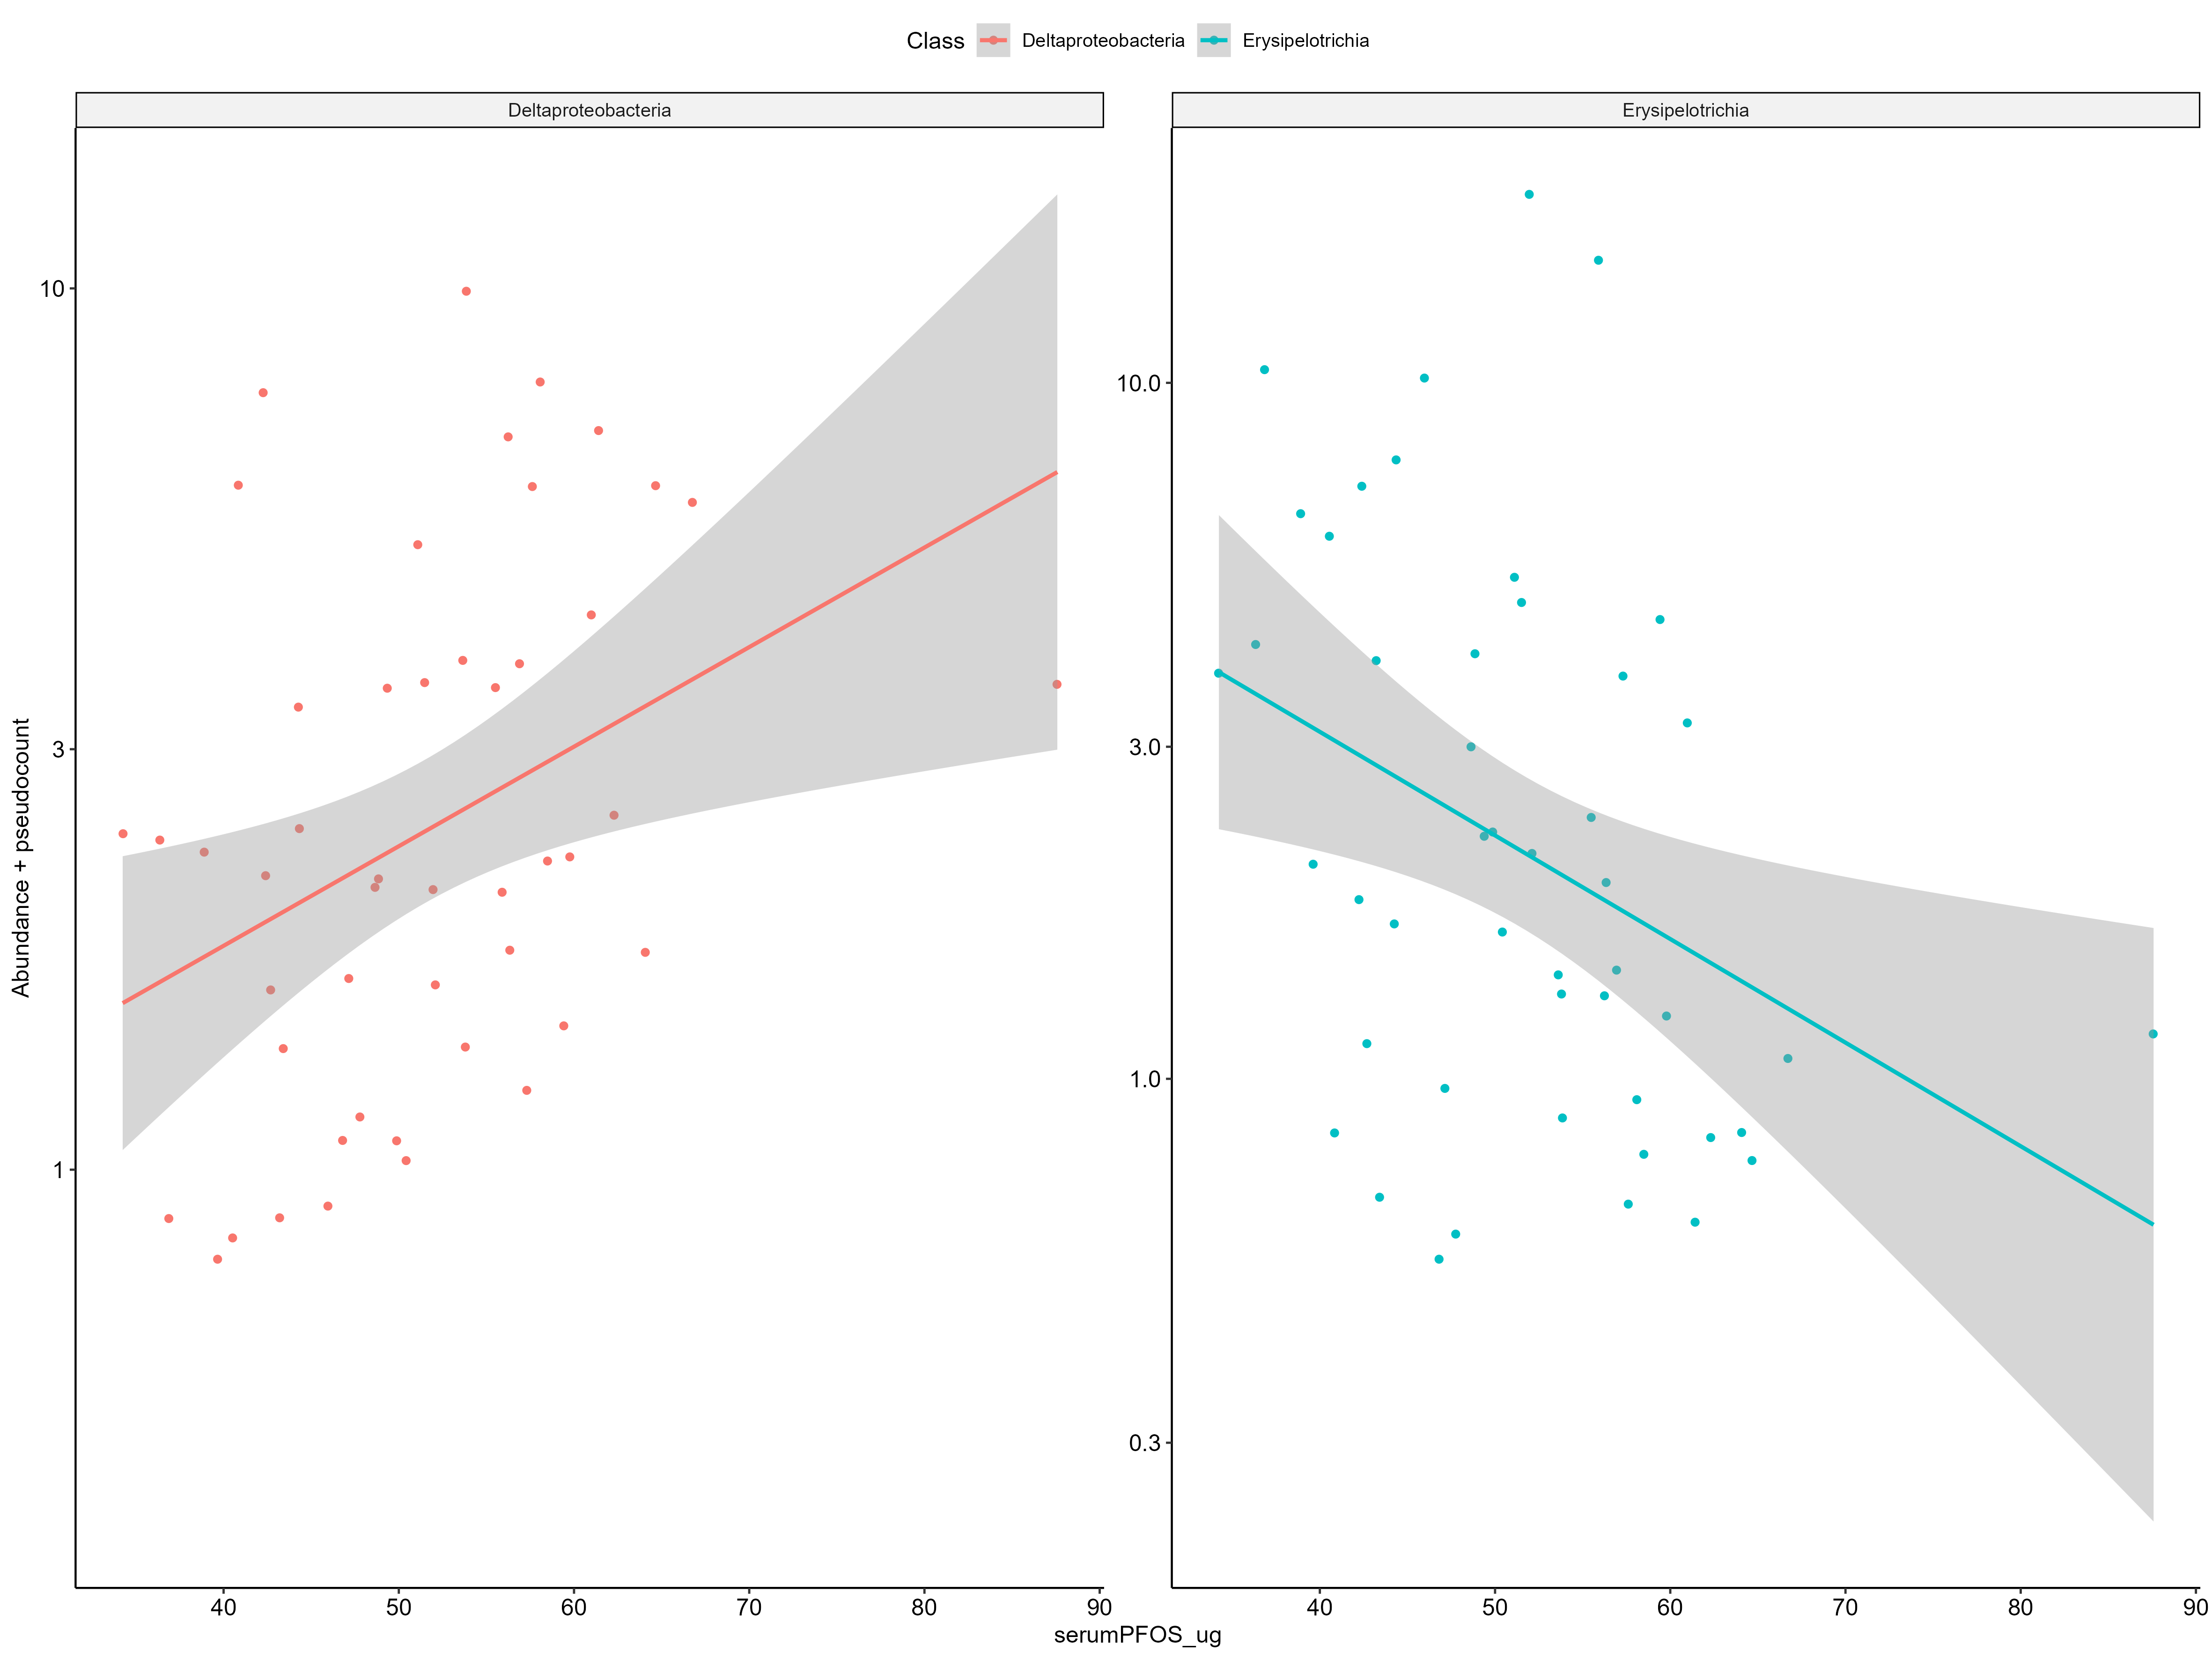 Class Deltaproteobacteria Erysipelotrichia
Deltaproteobacteria
Erysipelotrichia
Abundance + pseudocount
10
3
1
10.0
3.0
1.0
0.3
40 50 60 70 80 90
40 50 60 70 80 90
serumPFOS_ug